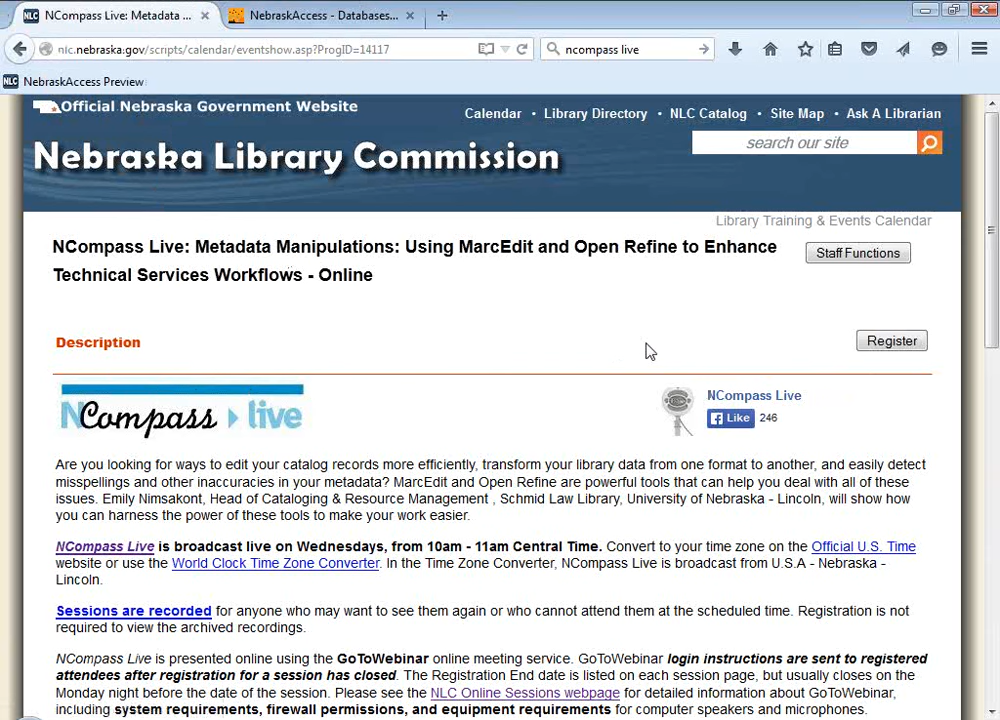 NLC NCompass Live: Metadata ... ×
NebraskAccess - Databases... × +
nlc.nebraska.gov/scripts/calendar/eventshow.asp?ProgID=14117
ncompass live
NLC NebraskAccess Preview
Official Nebraska Government Website
Calendar • Library Directory • NLC Catalog • Site Map • Ask A Librarian
Nebraska Library Commission
search our site
Library Training & Events Calendar
NCompass Live: Metadata Manipulations: Using MarcEdit and Open Refine to Enhance
Technical Services Workflows - Online
Staff Functions
Description
Register
NCompass live
NCompass Live
Like 246
Are you looking for ways to edit your catalog records more efficiently, transform your library data from one format to another, and easily detect
misspellings and other inaccuracies in your metadata? MarcEdit and Open Refine are powerful tools that can help you deal with all of these
issues. Emily Nimsakont, Head of Cataloging & Resource Management , Schmid Law Library, University of Nebraska - Lincoln, will show how
you can harness the power of these tools to make your work easier.
NCompass Live is broadcast live on Wednesdays, from 10am - 11am Central Time. Convert to your time zone on the Official U.S. Time
website or use the World Clock Time Zone Converter. In the Time Zone Converter, NCompass Live is broadcast from U.S.A - Nebraska -
Lincoln.
Sessions are recorded for anyone who may want to see them again or who cannot attend them at the scheduled time. Registration is not
required to view the archived recordings.
NCompass Live is presented online using the GoToWebinar online meeting service. GoToWebinar login instructions are sent to registered
attendees after registration for a session has closed. The Registration End date is listed on each session page, but usually closes on the
Monday night before the date of the session. Please see the NLC Online Sessions webpage for detailed information about GoToWebinar,
including system requirements, firewall permissions, and equipment requirements for computer speakers and microphones.